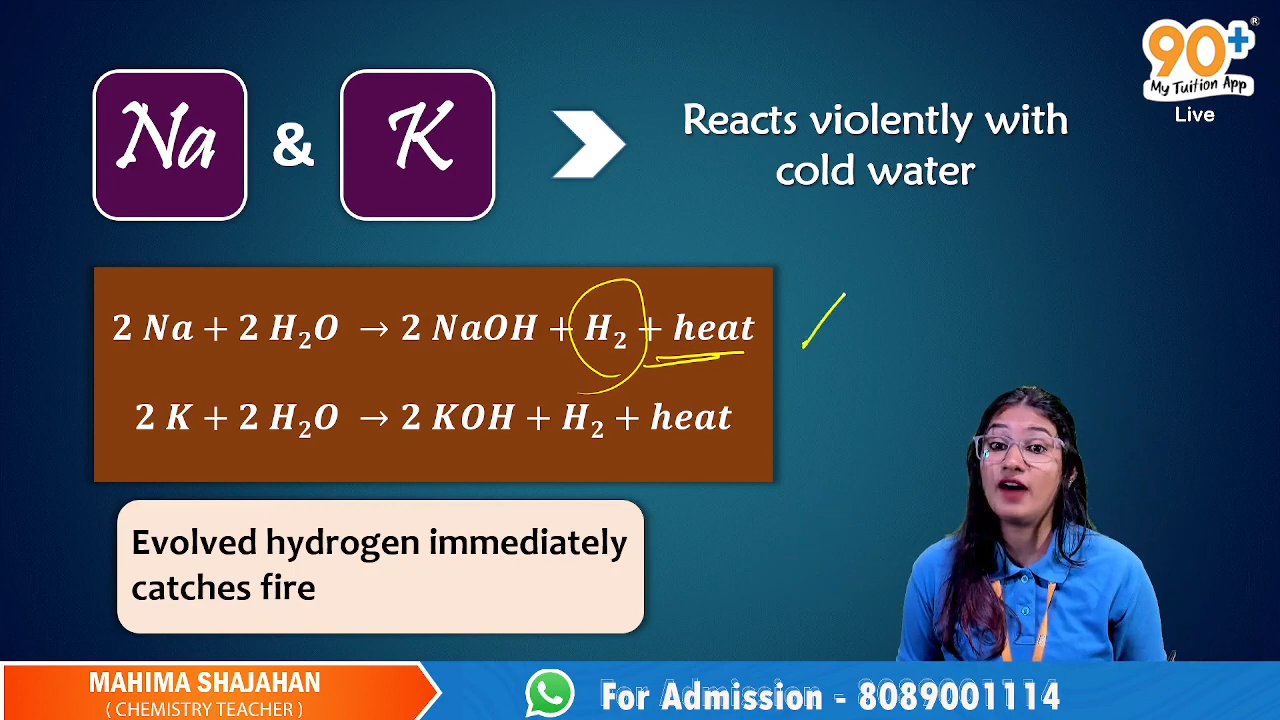 90+®
My Tuition App
Live
Na & K
Reacts violently with
cold water
2 Na + 2 H₂O → 2 NaOH + H₂ + heat
2 K + 2 H₂O → 2 KOH + H₂ + heat
Evolved hydrogen immediately
catches fire
MAHIMA SHAJAHAN
( CHEMISTRY TEACHER )
For Admission - 8089001114